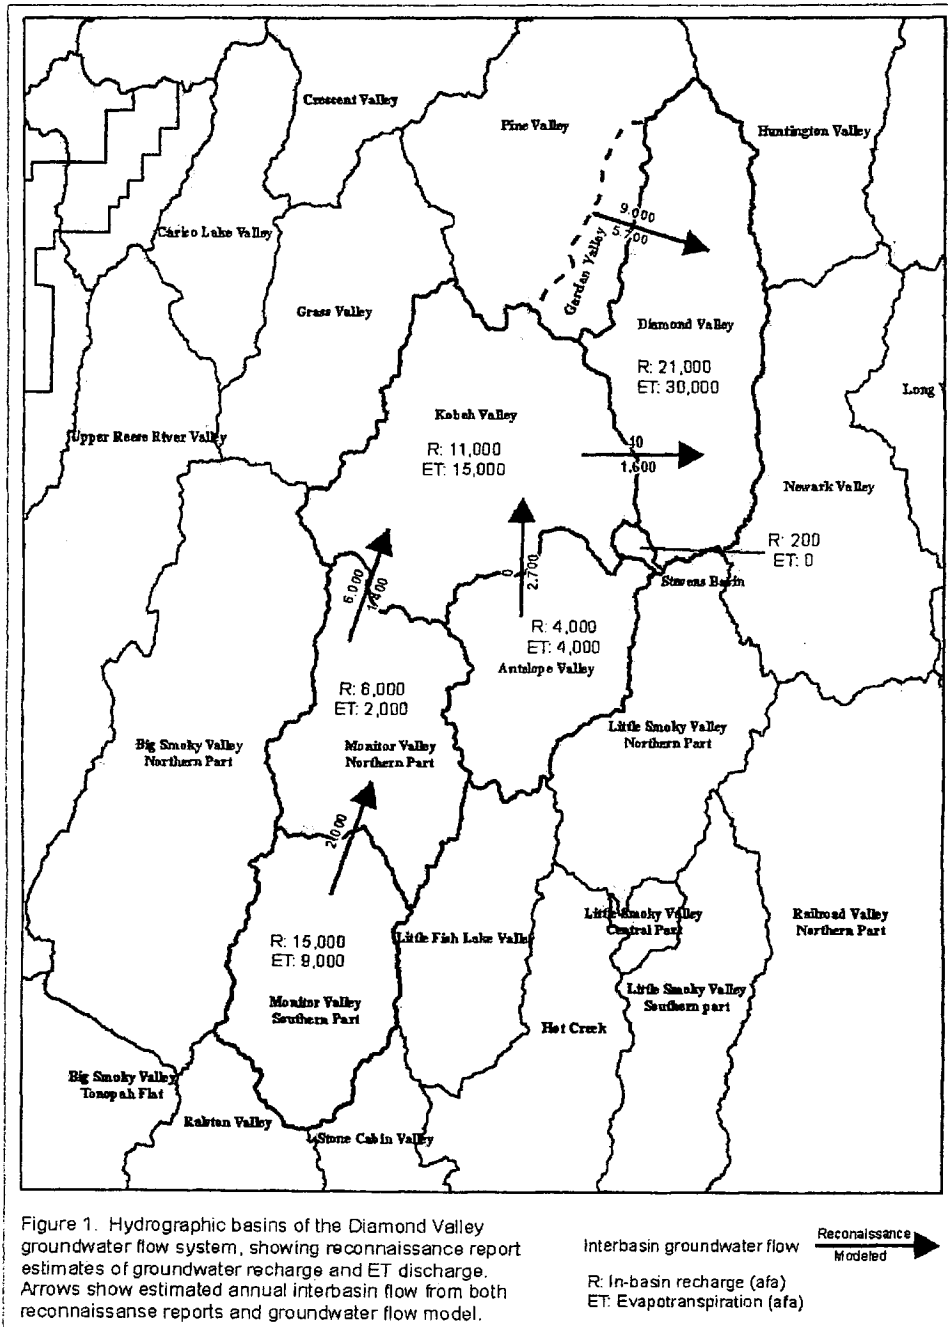 Crescent Valley
Pine Valley
Huntington Valley
Carico Lake Valley
9,000
5,700
Garden Valley
Grass Valley
Diamond Valley
R: 21,000
ET: 30,000
Long V
Kobeh Valley
Upper Reese River Valley
R: 11,000
ET: 15,000
40
1,600
Newark Valley
R: 200
ET: 0
Stevens Basin
6,000
1,400
0
2,700
R: 4,000
ET: 4,000
Antelope Valley
R: 6,000
ET: 2,000
Big Smoky Valley
Northern Part
Monitor Valley
Northern Part
Little Smoky Valley
Northern Part
2,000
Little Smoky Valley
Central Part
Railroad Valley
Northern Part
R: 15,000
ET: 9,000
Little Fish Lake Valley
Monitor Valley
Southern Part
Little Smoky Valley
Southern part
Hot Creek
Big Smoky Valley
Tonopah Flat
Ralston Valley
Stone Cabin Valley
Figure 1. Hydrographic basins of the Diamond Valley
groundwater flow system, showing reconnaissance report
estimates of groundwater recharge and ET discharge.
Arrows show estimated annual interbasin flow from both
reconnaissanse reports and groundwater flow model.
Interbasin groundwater flow
Reconaissance
Modeled
R: In-basin recharge (afa)
ET: Evapotranspiration (afa)